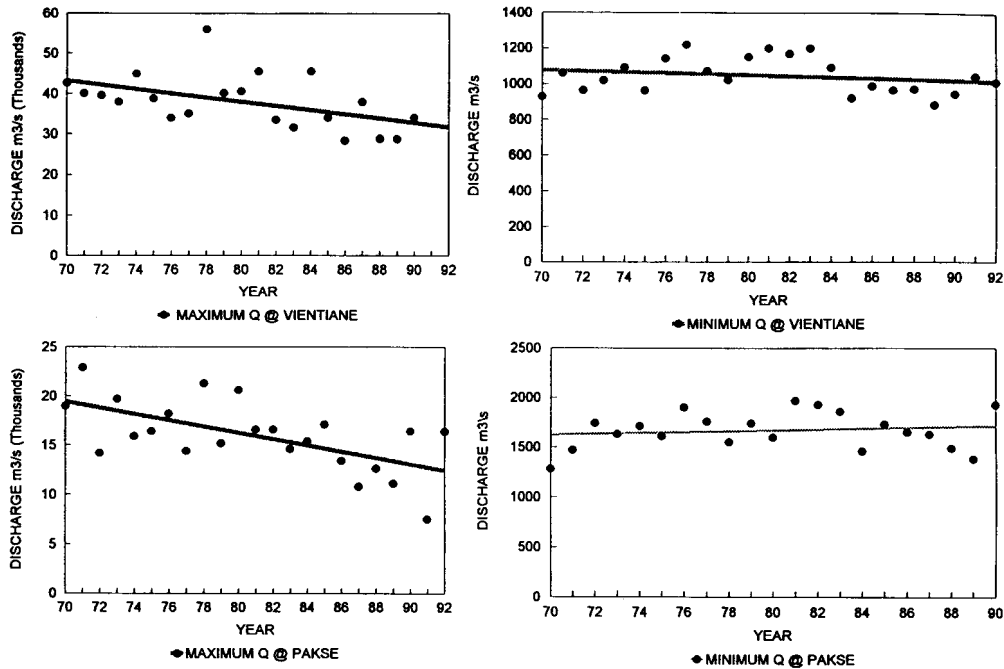 60
50
40
30
20
10
0
DISCHARGE m3/s (Thousands)
70 72 74 76 78 80 82 84 86 88 90 92
YEAR
MAXIMUM Q @ VIENTIANE
1400
1200
1000
800
600
400
200
0
DISCHARGE m3/s
70 72 74 76 78 80 82 84 86 88 90 92
YEAR
MINIMUM Q @ VIENTIANE
25
20
15
10
5
0
DISCHARGE m3/s (Thousands)
70 72 74 76 78 80 82 84 86 88 90 92
YEAR
MAXIMUM Q @ PAKSE
2500
2000
1500
1000
500
0
DISCHARGE m3\s
70 72 74 76 78 80 82 84 86 88 90
YEAR
MINIMUM Q @ PAKSE